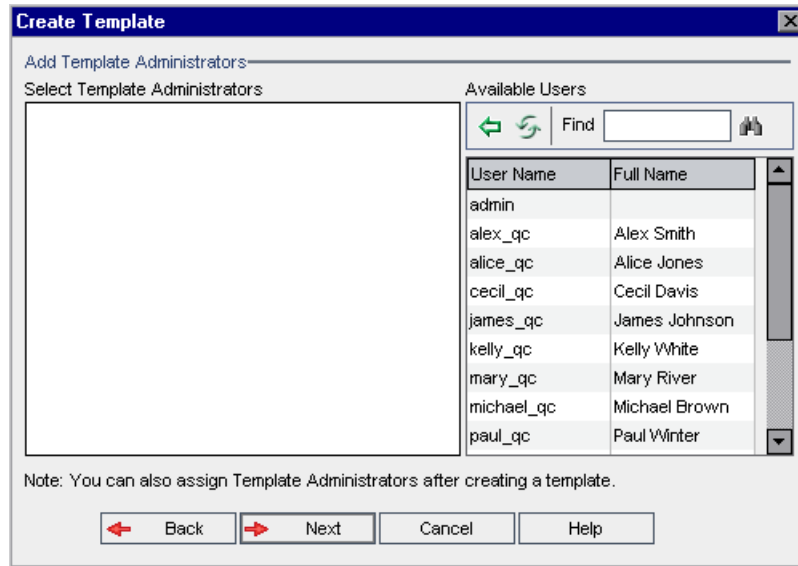 Create Template
Add Template Administrators
Select Template Administrators
Available Users
Find
User Name Full Name
admin
alex_qc Alex Smith
alice_qc Alice Jones
cecil_qc Cecil Davis
james_qc James Johnson
kelly_qc Kelly White
mary_qc Mary River
michael_qc Michael Brown
paul_qc Paul Winter
Note: You can also assign Template Administrators after creating a template.
Back Next Cancel Help